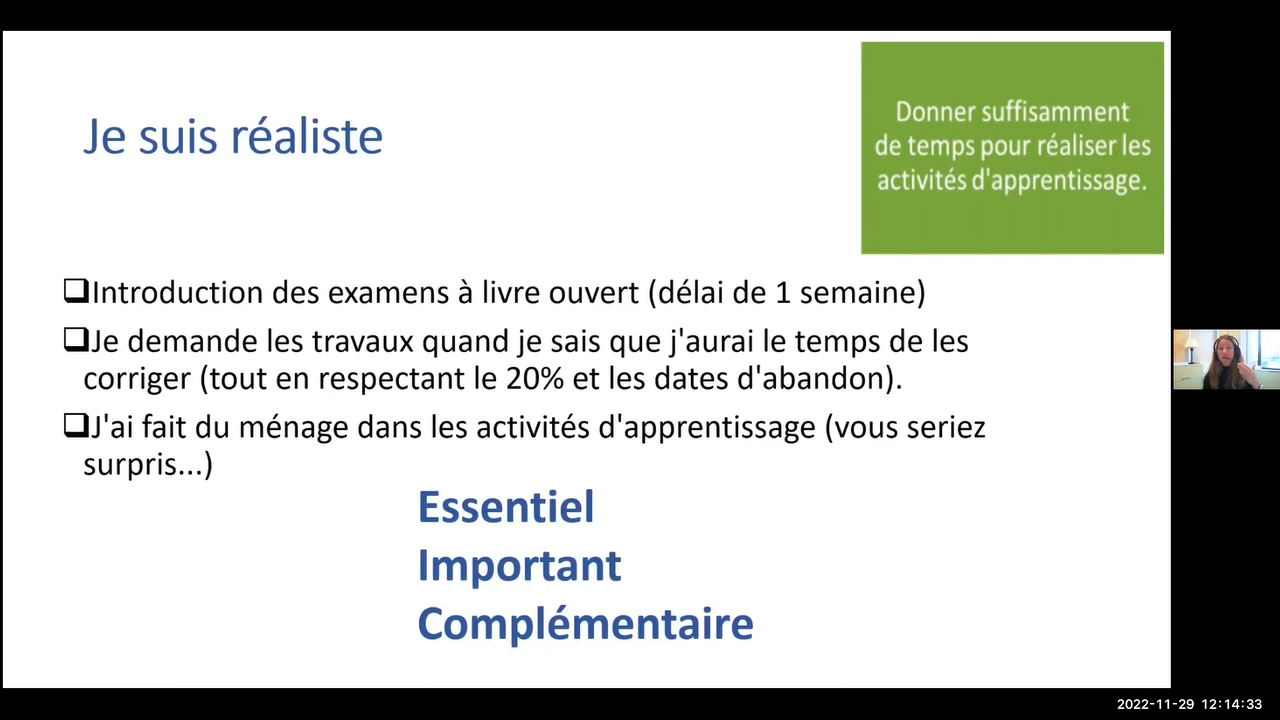 Je suis réaliste
Donner suffisamment
de temps pour réaliser les
activités d'apprentissage.
Introduction des examens à livre ouvert (délai de 1 semaine)
Je demande les travaux quand je sais que j'aurai le temps de les
corriger (tout en respectant le 20% et les dates d'abandon).
J'ai fait du ménage dans les activités d'apprentissage (vous seriez
surpris...)
Essentiel
Important
Complémentaire
2022-11-29 12:14:33